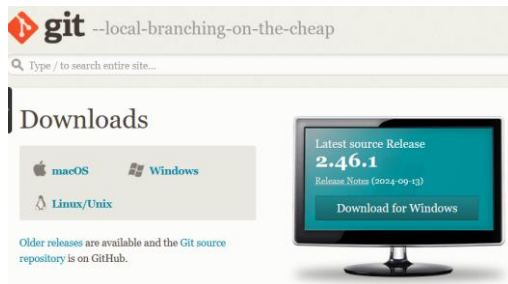 git --local-branching-on-the-cheap
Type / to search entire site...
Downloads
macOS
Windows
Linux/Unix
Older releases are available and the Git source
repository is on GitHub.
Latest source Release
2.46.1
Release Notes (2024-09-13)
Download for Windows